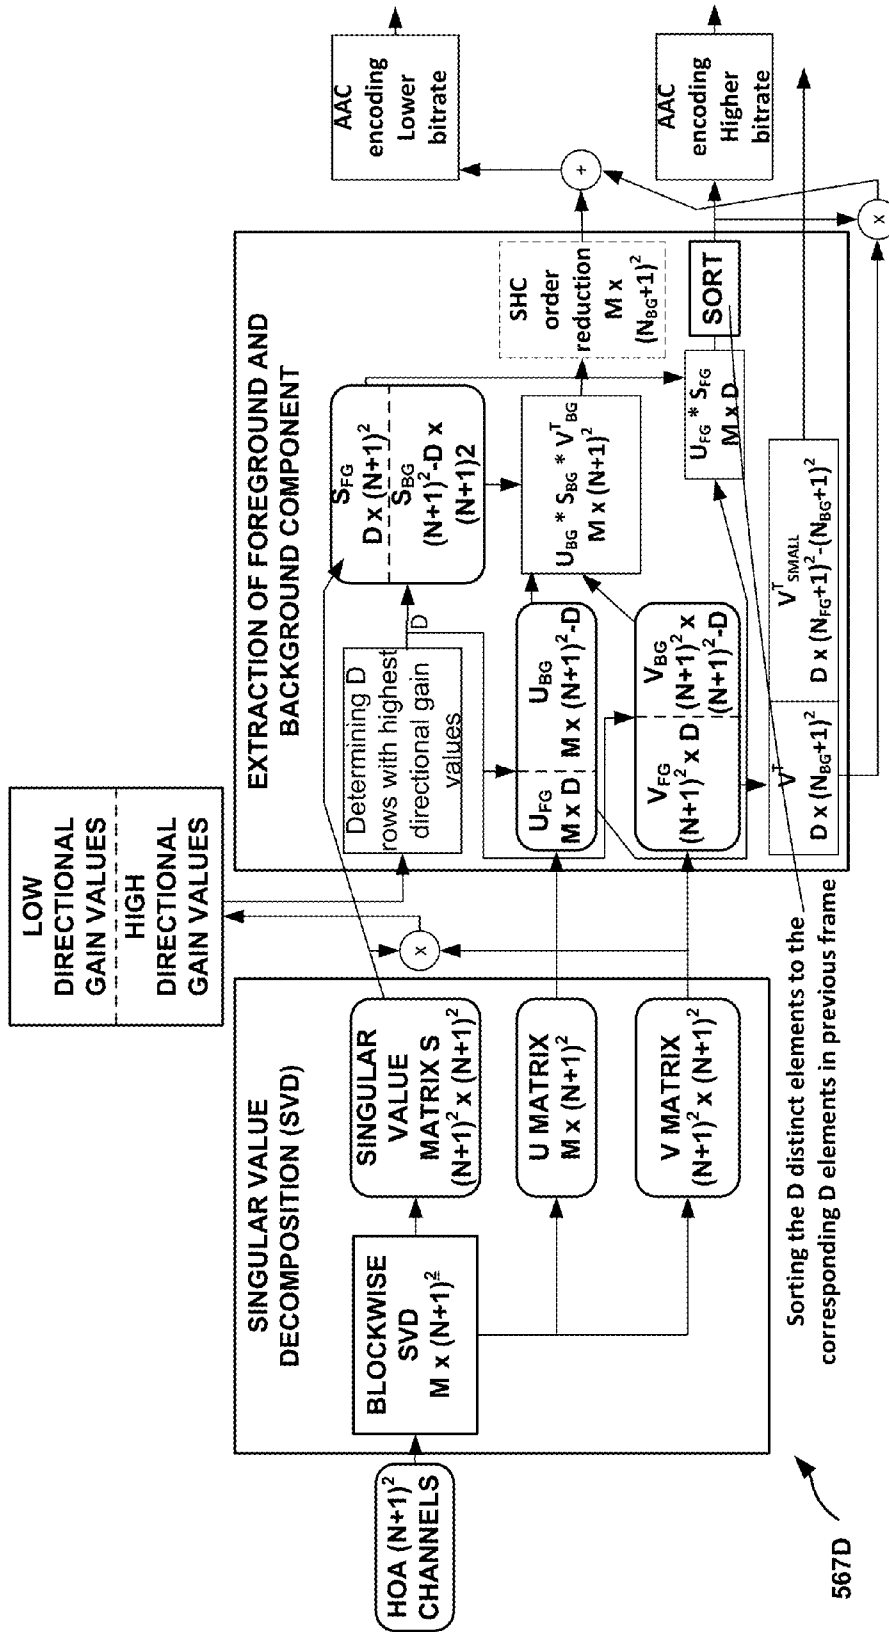 HOA (N+1)²
CHANNELS
SINGULAR VALUE
DECOMPOSITION (SVD)
BLOCKWISE
SVD
M x (N+1)²
SINGULAR
VALUE
MATRIX S
(N+1)² x (N+1)²
U MATRIX
M x (N+1)²
V MATRIX
(N+1)² x (N+1)²
x
LOW
DIRECTIONAL
GAIN VALUES
HIGH
DIRECTIONAL
GAIN VALUES
EXTRACTION OF FOREGROUND AND
BACKGROUND COMPONENT
Determining D
rows with highest
directional gain
values
D
S_FG
D x (N+1)²
S_BG
(N+1)²-D x
(N+1)2
U_FG
M x D
U_BG
M x (N+1)²-D
V_FG
(N+1)² x D
V_BG
(N+1)² x
(N+1)²-D
U_BG * S_BG * V^T_BG
M x (N+1)²
SHC
order
reduction
M x
(N_BG+1)²
U_FG * S_FG
M x D
SORT
V^T
D x (N_BG+1)²
V^T_SMALL
D x (N_FG+1)²-(N_BG+1)²
+
x
AAC
encoding
Lower
bitrate
AAC
encoding
Higher
bitrate
Sorting the D distinct elements to the
corresponding D elements in previous frame
567D